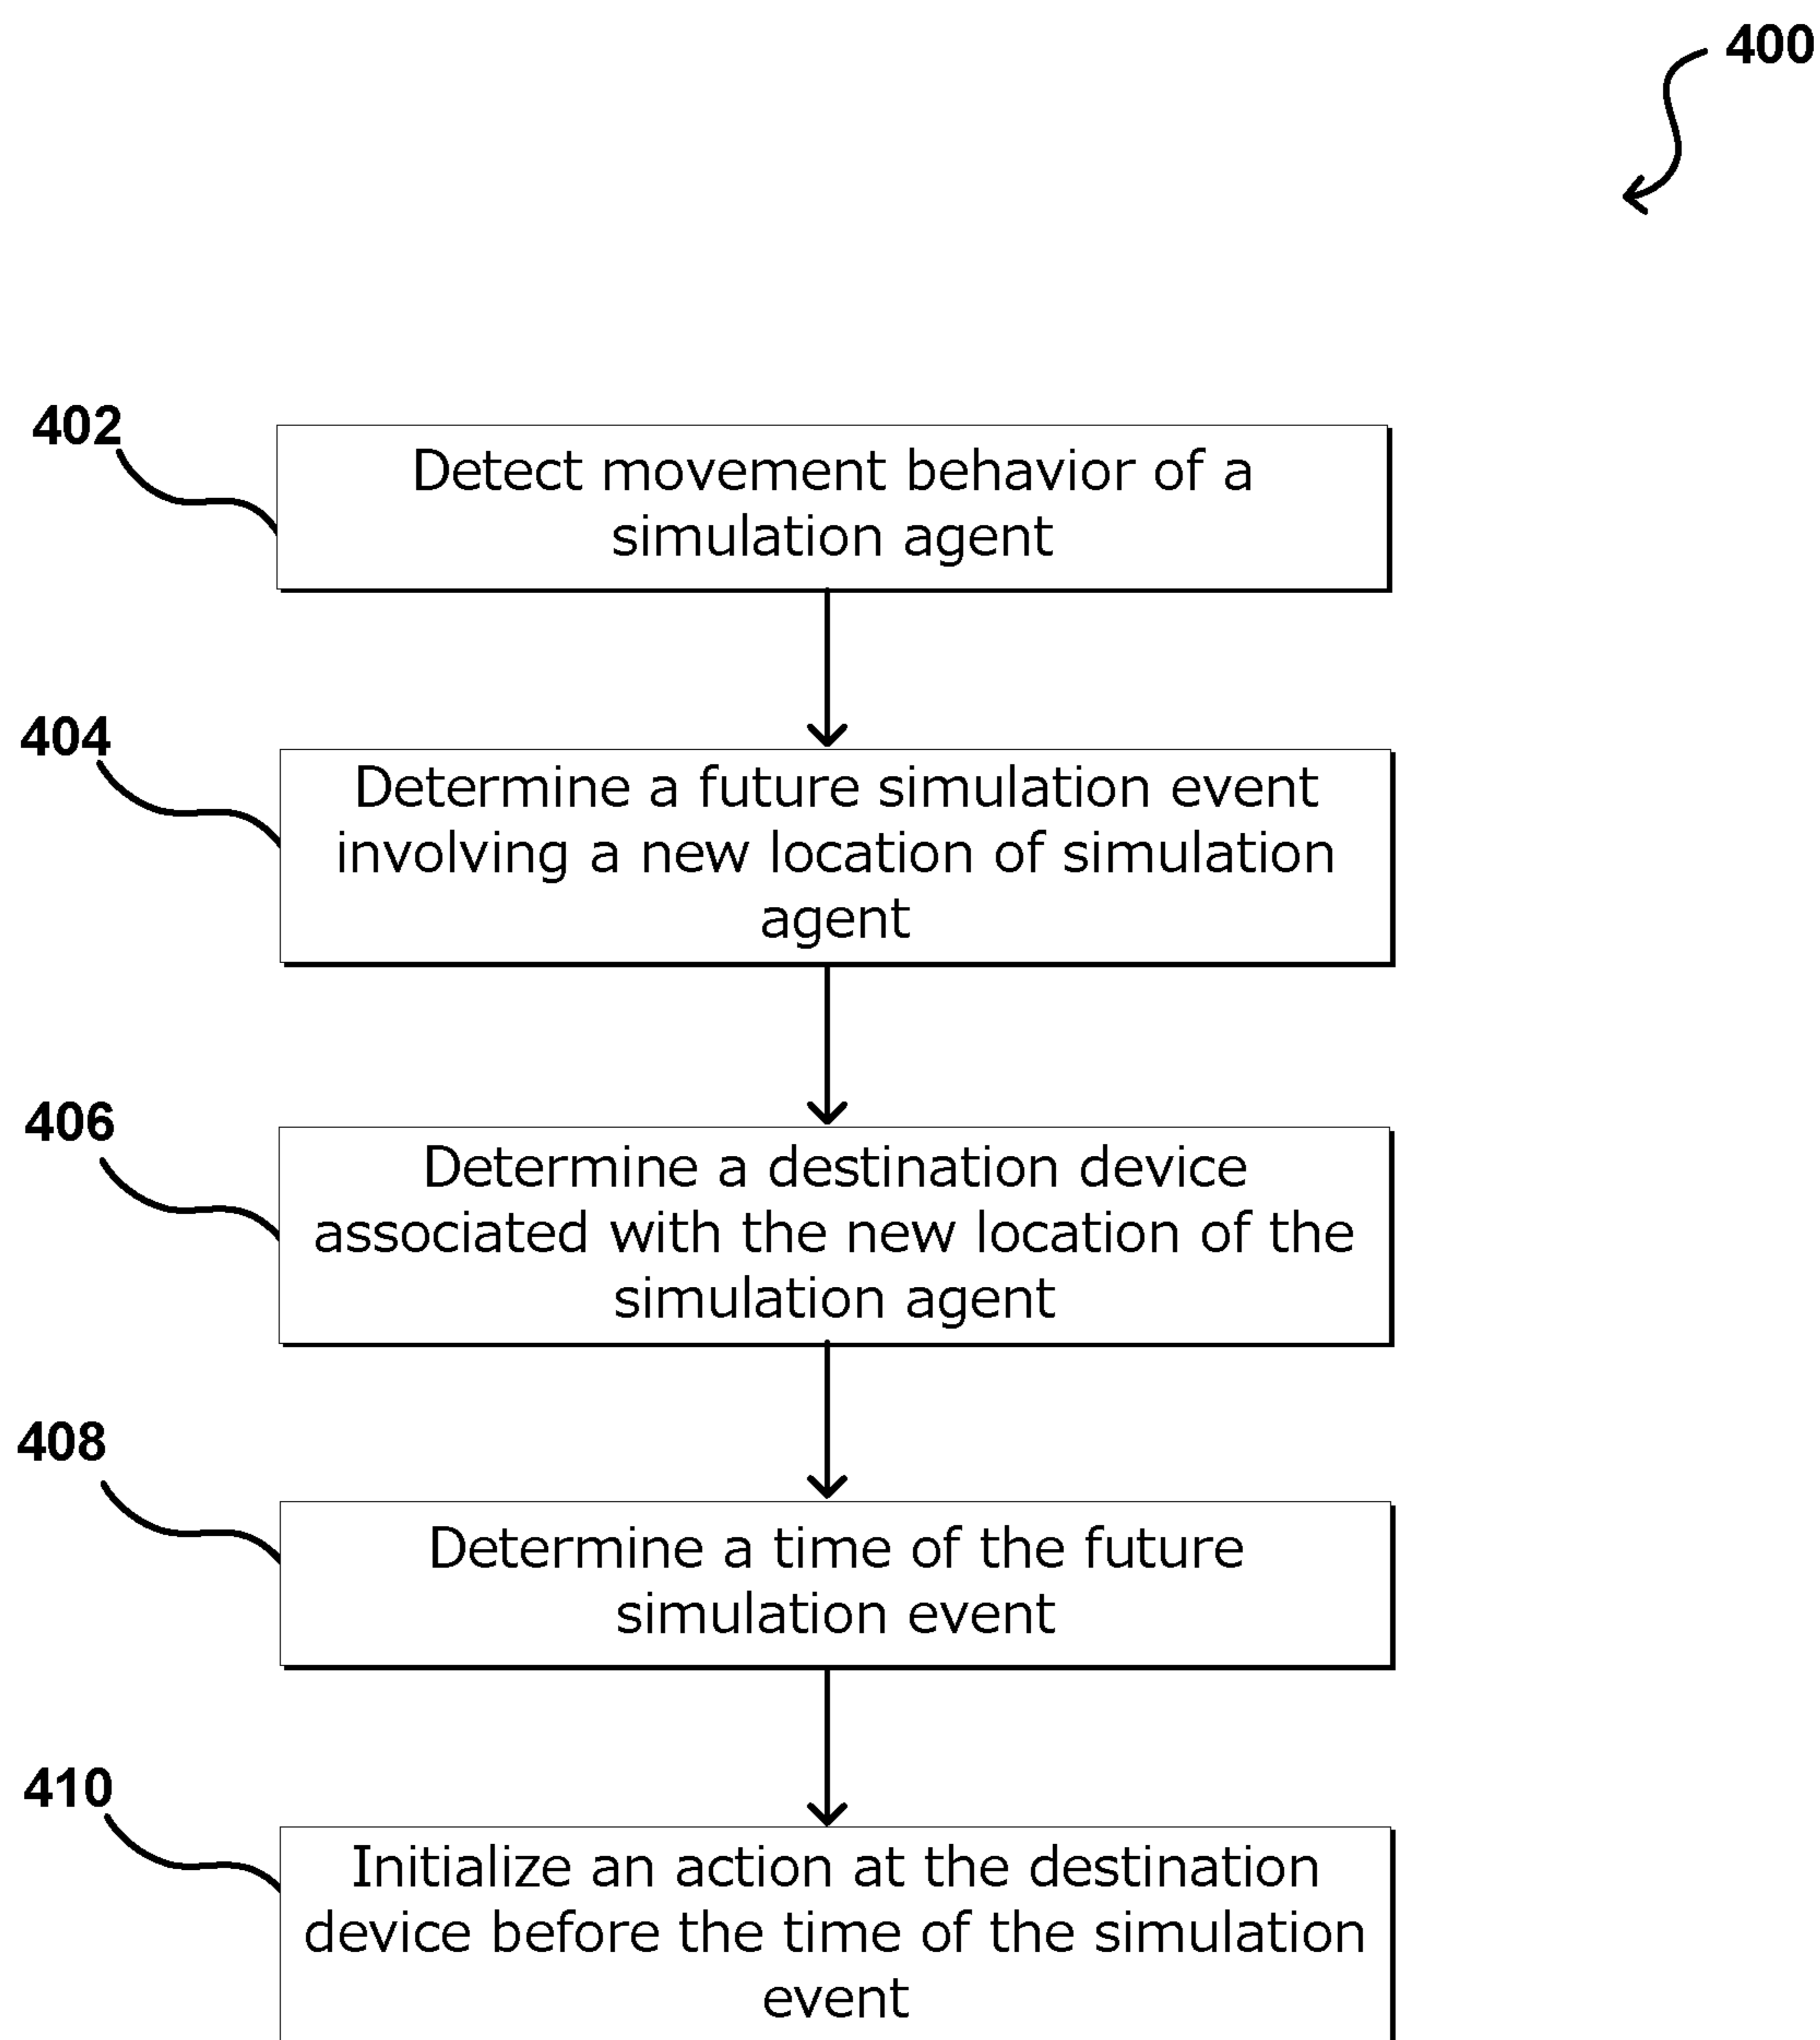 400
402
Detect movement behavior of a
simulation agent
404
Determine a future simulation event
involving a new location of simulation
agent
406
Determine a destination device
associated with the new location of the
simulation agent
408
Determine a time of the future
simulation event
410
Initialize an action at the destination
device before the time of the simulation
event